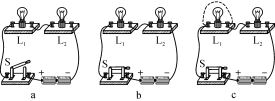 L₁ L₂ L₁ L₂ L₁ L₂
S + − S + − S + −
a b c